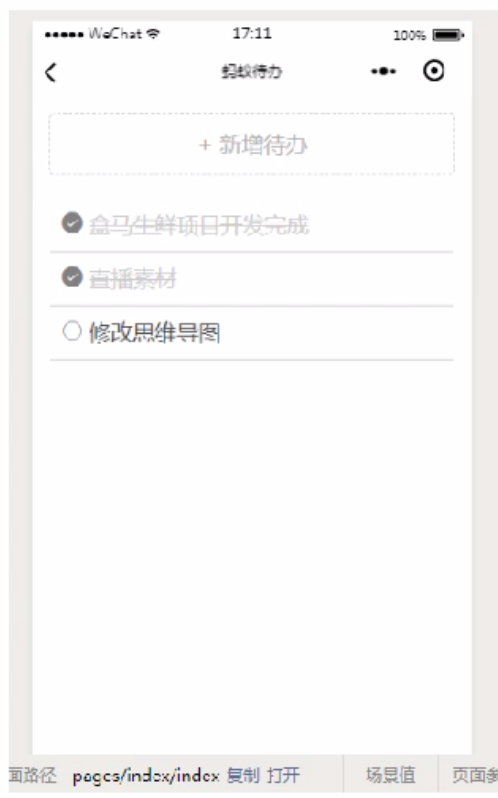 WeChat 17:11 100%
蚂蚁待办
+ 新增待办
盒马生鲜项目开发完成
直播素材
修改思维导图
面路径 pages/index/index 复制 打开 场景值 页面参